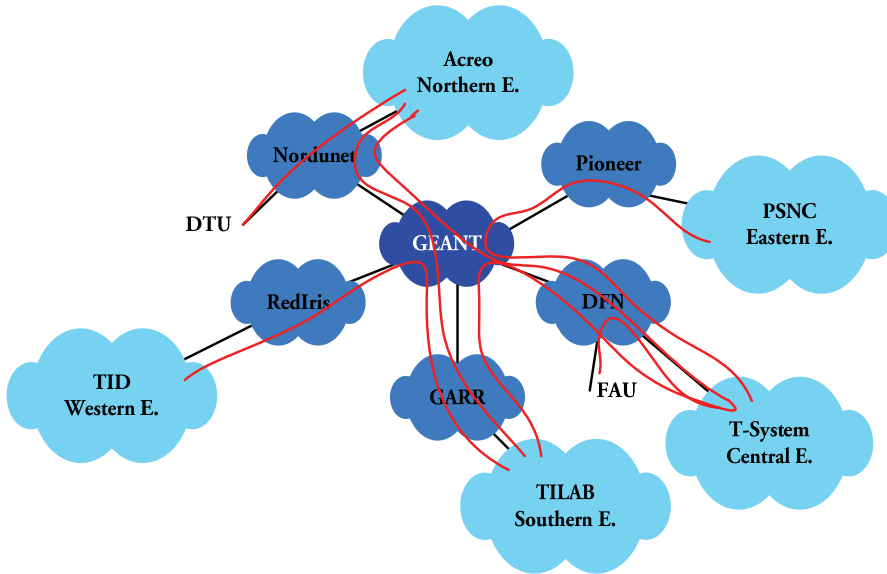 Acreo
Northern E.
Nordunet
Pioneer
DTU
GEANT
PSNC
Eastern E.
RedIris
DFN
TID
Western E.
GARR
FAU
T-System
Central E.
TILAB
Southern E.